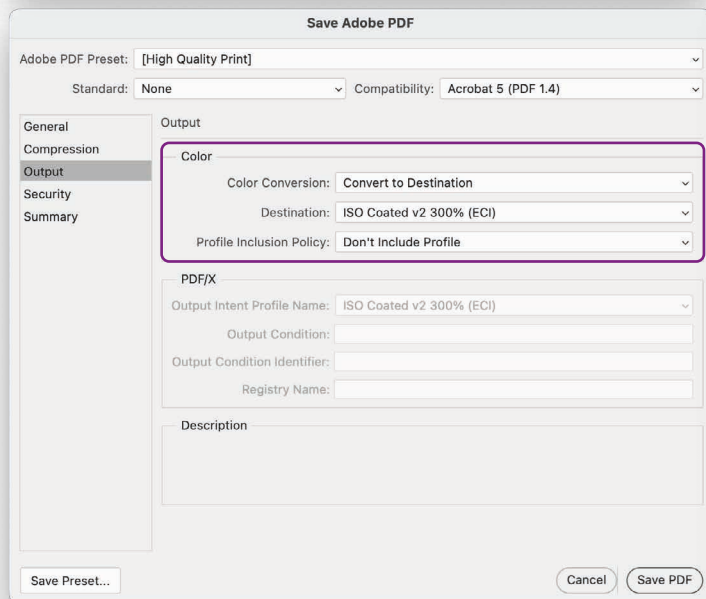 Save Adobe PDF
Adobe PDF Preset: [High Quality Print]
Standard: None Compatibility: Acrobat 5 (PDF 1.4)
General
Compression
Output
Security
Summary
Output
Color
Color Conversion: Convert to Destination
Destination: ISO Coated v2 300% (ECI)
Profile Inclusion Policy: Don't Include Profile
PDF/X
Output Intent Profile Name: ISO Coated v2 300% (ECI)
Output Condition:
Output Condition Identifier:
Registry Name:
Description
Save Preset... Cancel Save PDF